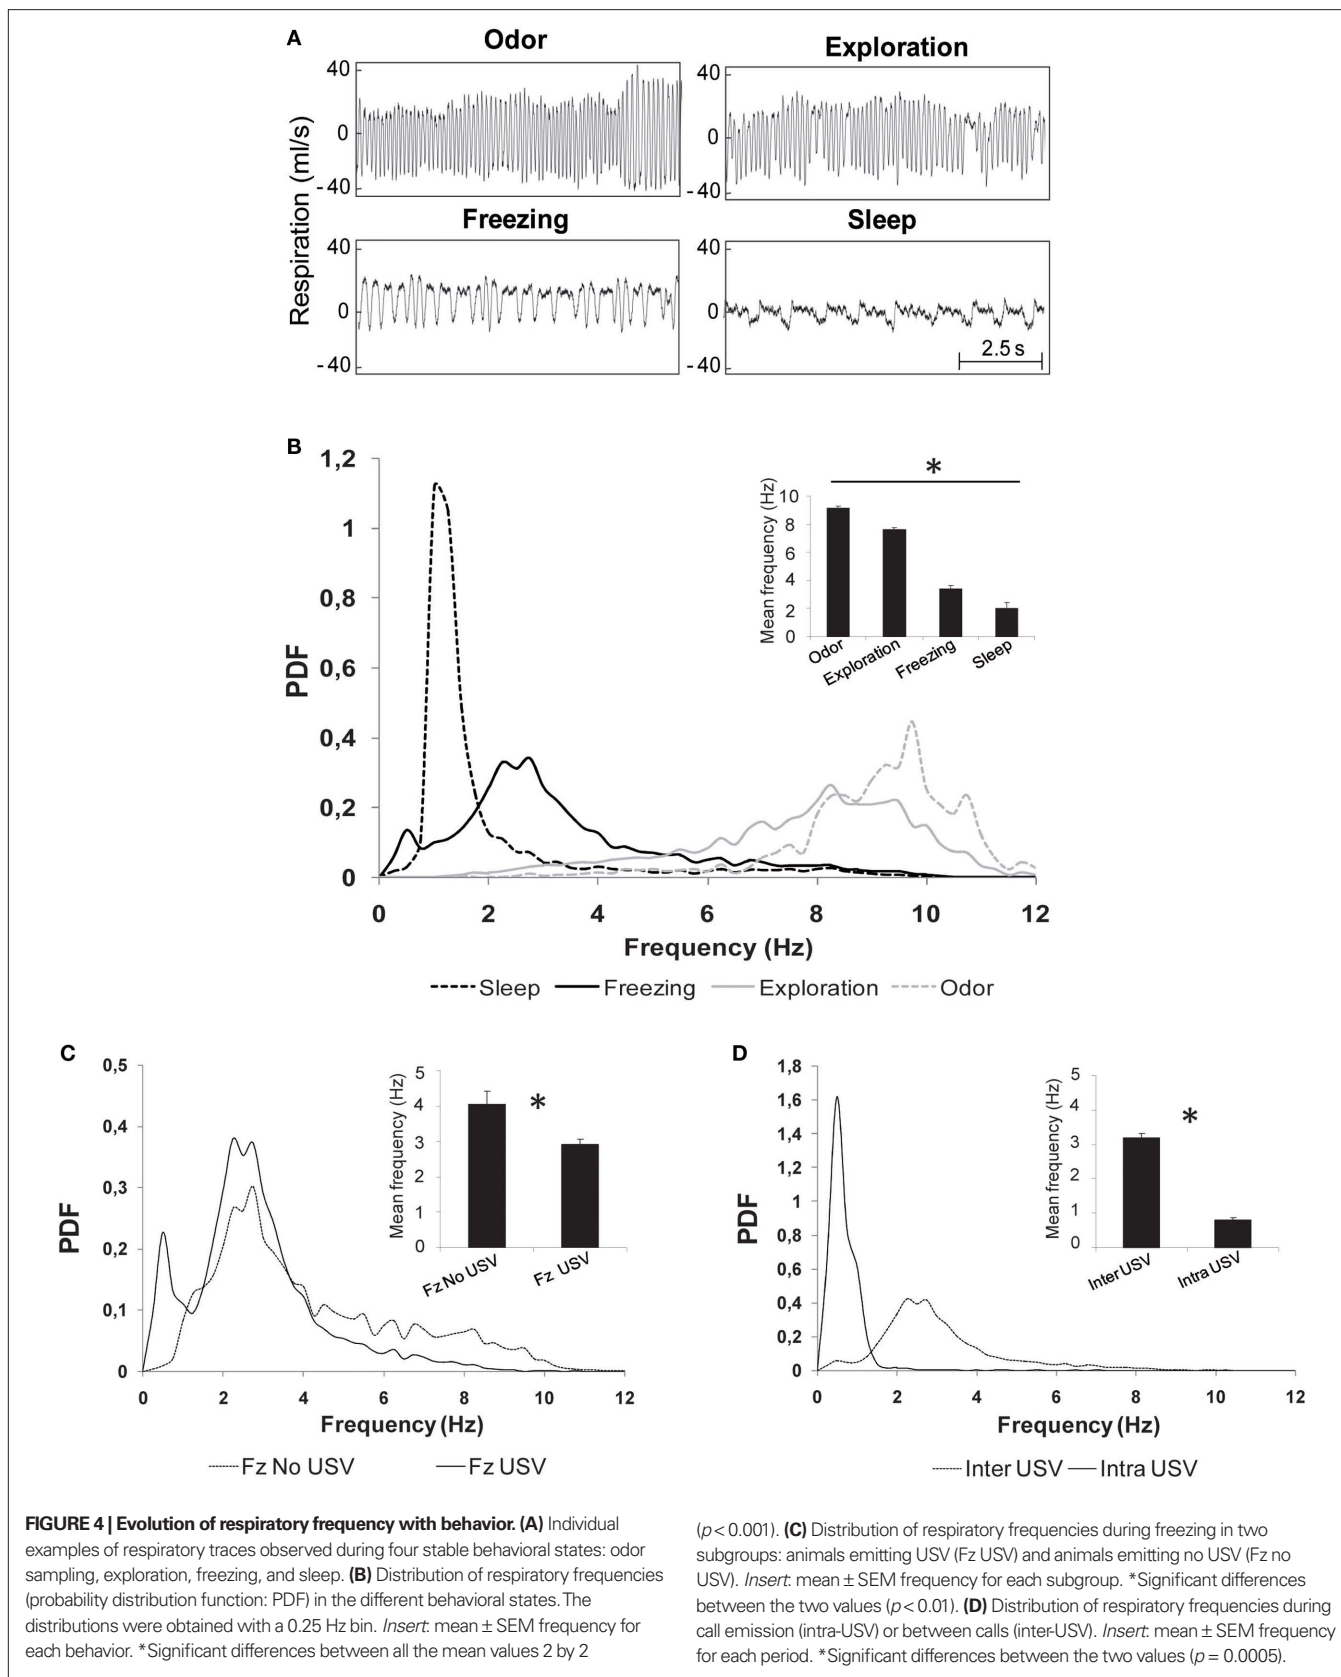 A
Odor
Exploration
Respiration (ml/s)
40
0
- 40
40
0
- 40
Freezing
Sleep
40
0
- 40
40
0
- 40
2.5 s
B
1,2
1
0,8
0,6
0,4
0,2
0
PDF
0 2 4 6 8 10 12
Frequency (Hz)
*
Mean frequency (Hz)
10
8
6
4
2
0
Odor Exploration Freezing Sleep
Sleep Freezing Exploration Odor
C
0,5
0,4
0,3
0,2
0,1
0
PDF
0 2 4 6 8 10 12
Frequency (Hz)
Mean frequency (Hz)
5
4
3
2
1
0
*
Fz No USV Fz USV
Fz No USV Fz USV
D
1,8
1,6
1,4
1,2
1
0,8
0,6
0,4
0,2
0
PDF
0 2 4 6 8 10 12
Frequency (Hz)
Mean frequency (Hz)
5
4
3
2
1
0
*
Inter USV Intra USV
Inter USV Intra USV
FIGURE 4 | Evolution of respiratory frequency with behavior. (A) Individual
examples of respiratory traces observed during four stable behavioral states: odor
sampling, exploration, freezing, and sleep. (B) Distribution of respiratory frequencies
(probability distribution function: PDF) in the different behavioral states. The
distributions were obtained with a 0.25 Hz bin. Insert: mean ± SEM frequency for
each behavior. *Significant differences between all the mean values 2 by 2
(p < 0.001). (C) Distribution of respiratory frequencies during freezing in two
subgroups: animals emitting USV (Fz USV) and animals emitting no USV (Fz no
USV). Insert: mean ± SEM frequency for each subgroup. *Significant differences
between the two values (p < 0.01). (D) Distribution of respiratory frequencies during
call emission (intra-USV) or between calls (inter-USV). Insert: mean ± SEM frequency
for each period. *Significant differences between the two values (p = 0.0005).